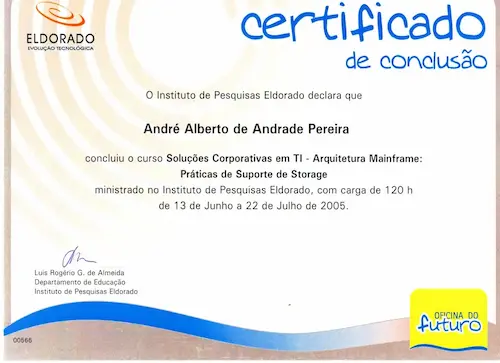 ELDORADO
EVOLUÇÃO TECNOLÓGICA
certificado
de conclusão
O Instituto de Pesquisas Eldorado declara que
André Alberto de Andrade Pereira
concluiu o curso Soluções Corporativas em TI - Arquitetura Mainframe:
Práticas de Suporte de Storage
ministrado no Instituto de Pesquisas Eldorado, com carga de 120 h
de 13 de Junho a 22 de Julho de 2005.
Luis Rogério G. de Almeida
Departamento de Educação
Instituto de Pesquisas Eldorado
OFICINA DO
futuro
00566